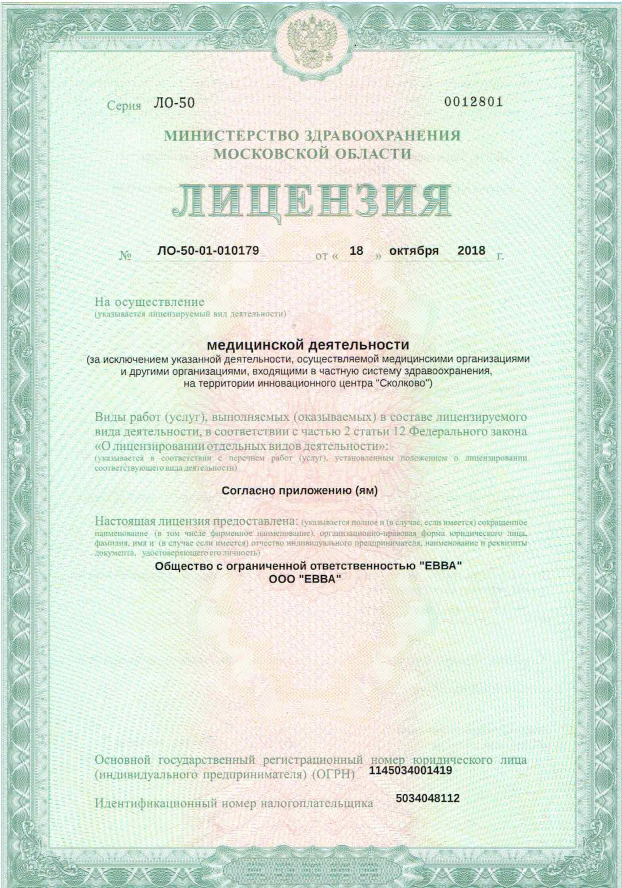 Серия ЛО-50 0012801
МИНИСТЕРСТВО ЗДРАВООХРАНЕНИЯ
МОСКОВСКОЙ ОБЛАСТИ
ЛИЦЕНЗИЯ
№ ЛО-50-01-010179 от « 18 » октября 2018 г.
На осуществление
(указывается лицензируемый вид деятельности)
медицинской деятельности
(за исключением указанной деятельности, осуществляемой медицинскими организациями
и другими организациями, входящими в частную систему здравоохранения,
на территории инновационного центра "Сколково")
Виды работ (услуг), выполняемых (оказываемых) в составе лицензируемого
вида деятельности, в соответствии с частью 2 статьи 12 Федерального закона
«О лицензировании отдельных видов деятельности»:
(указывается в соответствии с перечнем работ (услуг), установленным положением о лицензировании
соответствующего вида деятельности)
Согласно приложению (ям)
Настоящая лицензия предоставлена: (указывается полное и (в случае, если имеется) сокращенное
наименование (в том числе фирменное наименование), организационно-правовая форма юридического лица,
фамилия, имя и (в случае если имеется) отчество индивидуального предпринимателя, наименование и реквизиты
документа, удостоверяющего его личность)
Общество с ограниченной ответственностью "ЕВВА"
ООО "ЕВВА"
Основной государственный регистрационный номер юридического лица
(индивидуального предпринимателя) (ОГРН) 1145034001419
Идентификационный номер налогоплательщика 5034048112